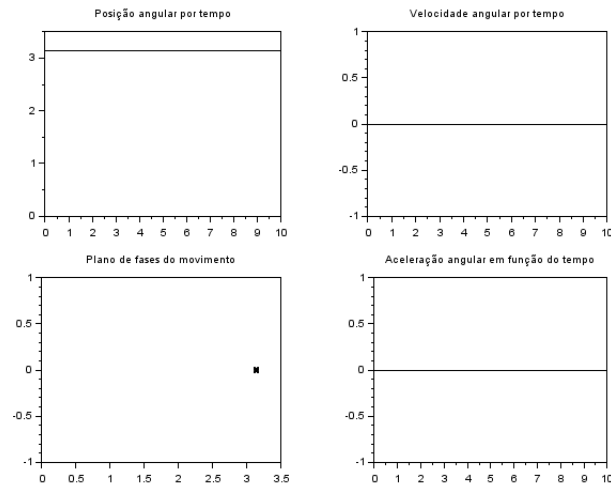 Posição angular por tempo
3
2
1
0
0 1 2 3 4 5 6 7 8 9 10
Velocidade angular por tempo
1
0.5
0
-0.5
-1
0 1 2 3 4 5 6 7 8 9 10
Plano de fases do movimento
1
0.5
0
-0.5
-1
0 0.5 1 1.5 2 2.5 3 3.5
Aceleração angular em função do tempo
1
0.5
0
-0.5
-1
0 1 2 3 4 5 6 7 8 9 10